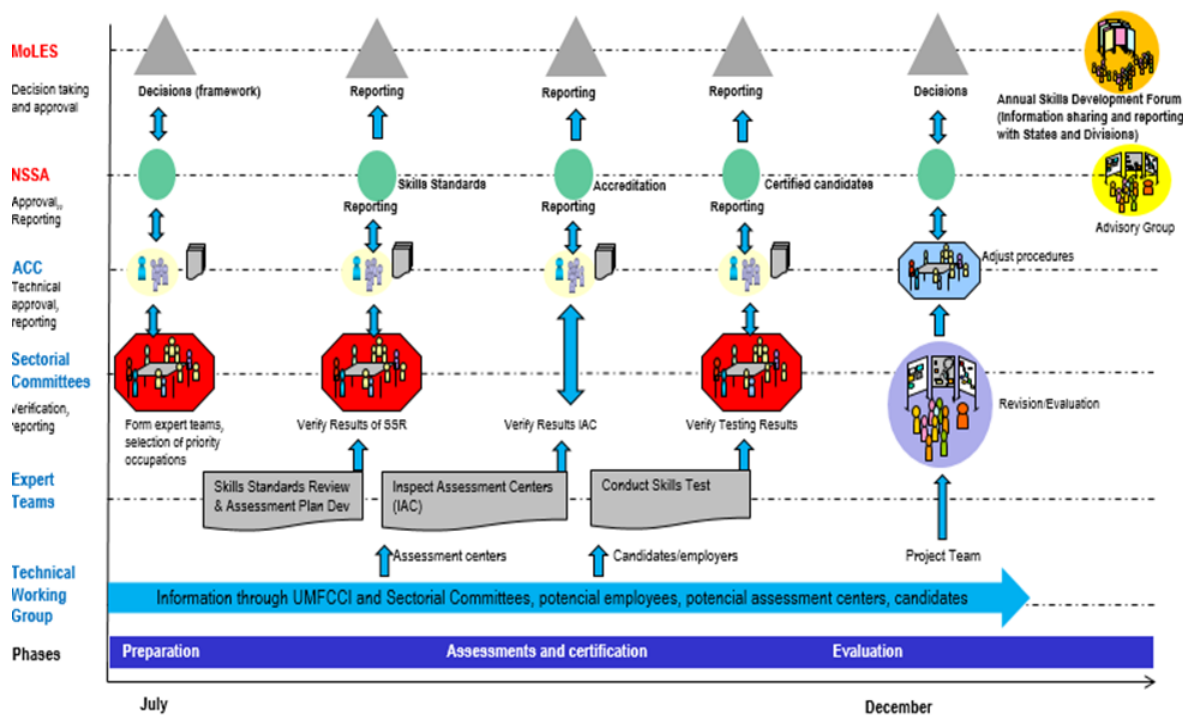 MoLES
Decision taking
and approval
Decisions (framework)
Reporting
Reporting
Reporting
Decisions
Annual Skills Development Forum
(Information sharing and reporting
with States and Divisions)
NSSA
Approval,,
Reporting
Skills Standards
Accreditation
Certified candidates
Reporting
Reporting
Reporting
Advisory Group
ACC
Technical
approval,
reporting
Adjust procedures
Sectorial
Committees
Verification,
reporting
Form expert teams,
selection of priority
occupations
Verify Results of SSR
Verify Results IAC
Verify Testing Results
Revision/Evaluation
Expert
Teams
Skills Standards Review
& Assessment Plan Dev
Inspect Assessment Centers
(IAC)
Conduct Skills Test
Assessment centers
Candidates/employers
Project Team
Technical
Working
Group
Information through UMFCCI and Sectorial Committees, potencial employees, potencial assessment centers, candidates
Phases
Preparation
Assessments and certification
Evaluation
July
December